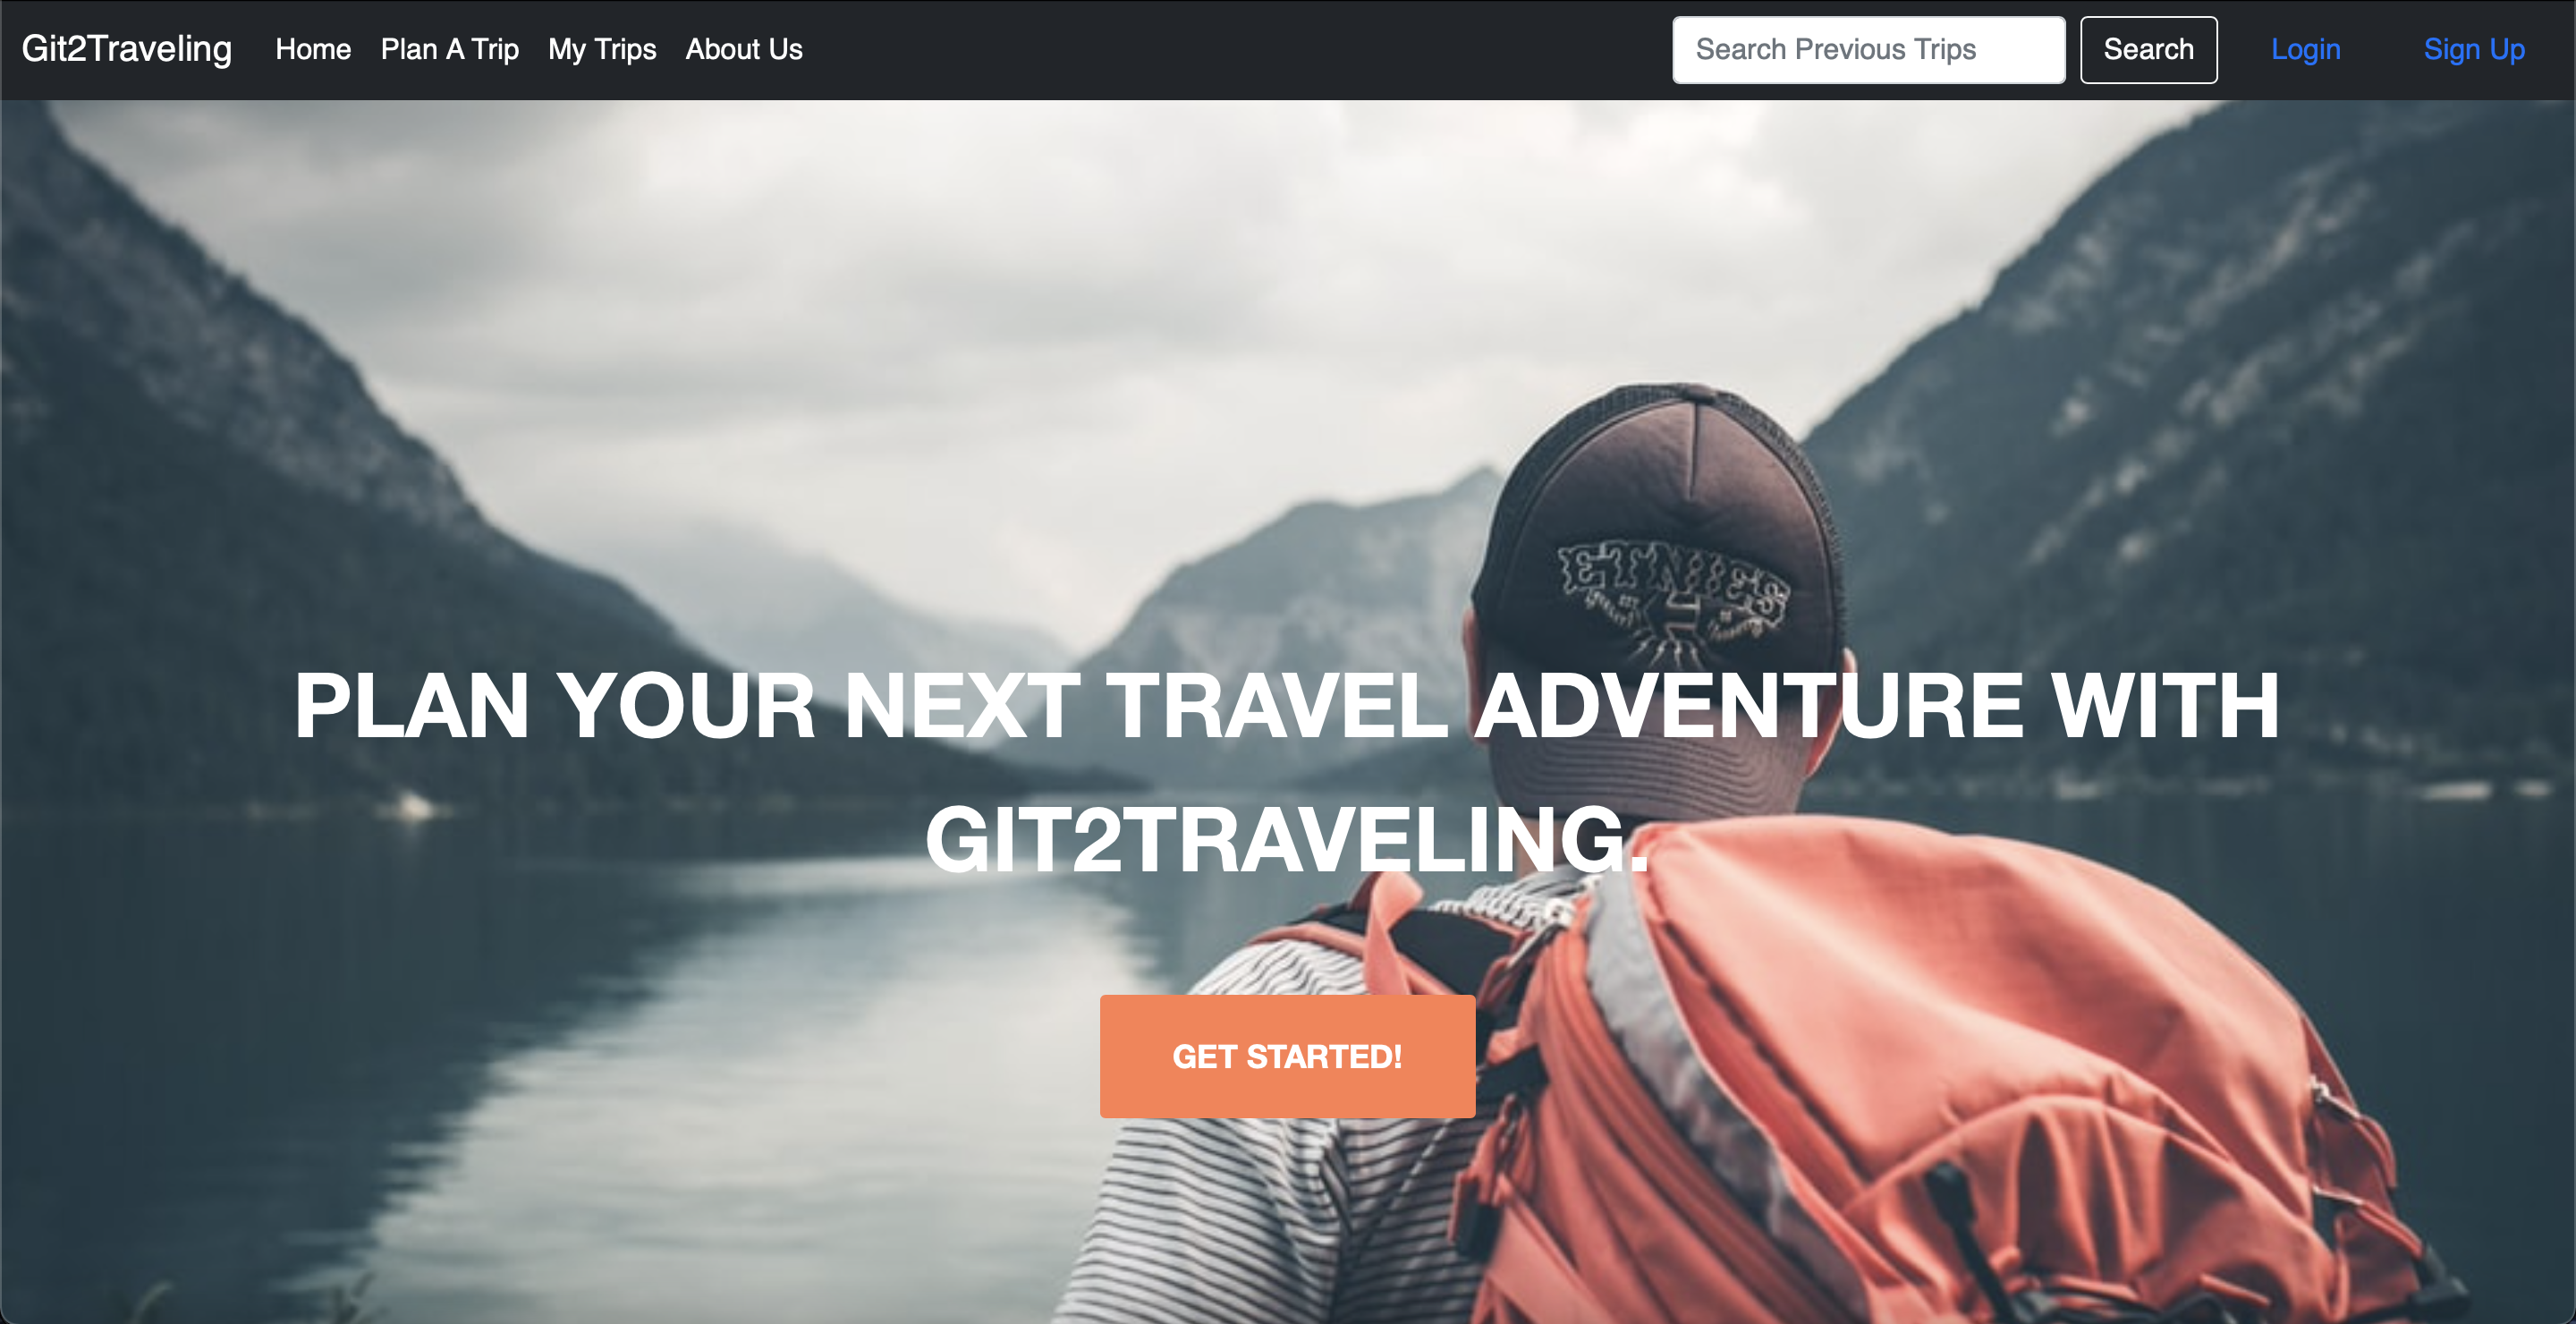 Git2Traveling Home Plan A Trip My Trips About Us Search Previous Trips Search Login Sign Up
ETNIES
PLAN YOUR NEXT TRAVEL ADVENTURE WITH
GIT2TRAVELING.
GET STARTED!